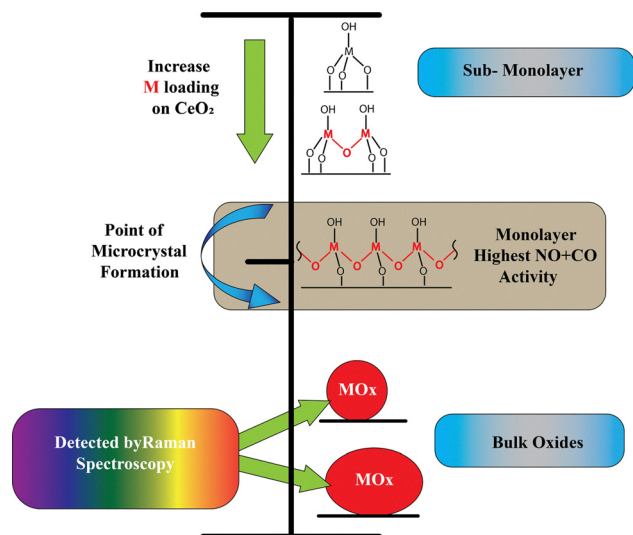 Increase
M loading
on CeO₂
OH
M
O
O
O
Sub- Monolayer
OH
OH
M
M
O
O
O
O
O
Point of
Microcrystal
Formation
OH
OH
OH
M
M
M
O
O
O
O
O
O
O
Monolayer
Highest NO+CO
Activity
Detected byRaman
Spectroscopy
MOx
MOx
Bulk Oxides